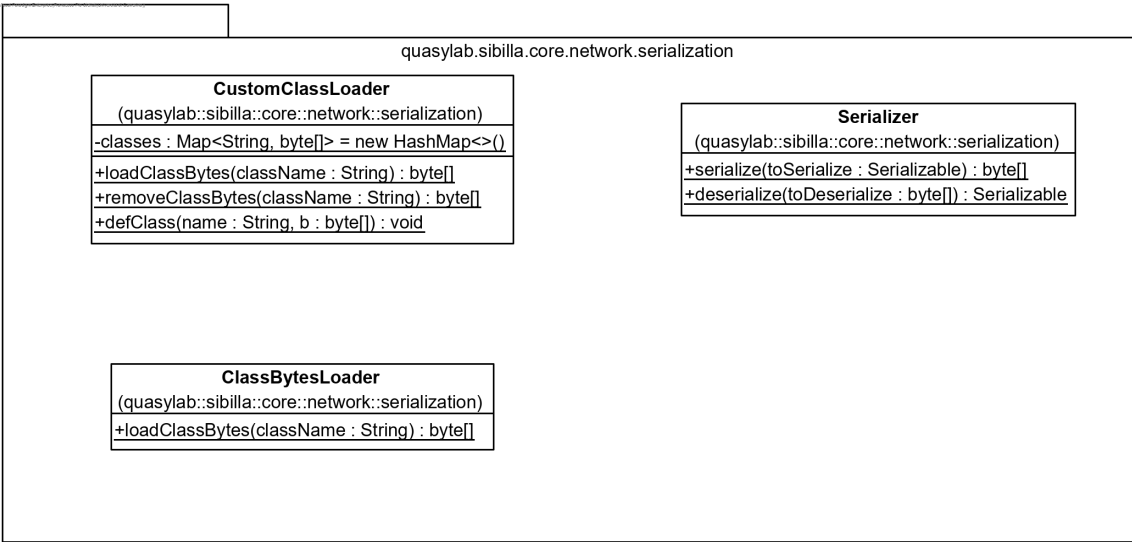 quasylab.sibilla.core.network.serialization
CustomClassLoader
(quasylab::sibilla::core::network::serialization)
-classes : Map<String, byte[]> = new HashMap<>()
+loadClassBytes(className : String) : byte[]
+removeClassBytes(className : String) : byte[]
+defClass(name : String, b : byte[]) : void
Serializer
(quasylab::sibilla::core::network::serialization)
+serialize(toSerialize : Serializable) : byte[]
+deserialize(toDeserialize : byte[]) : Serializable
ClassBytesLoader
(quasylab::sibilla::core::network::serialization)
+loadClassBytes(className : String) : byte[]